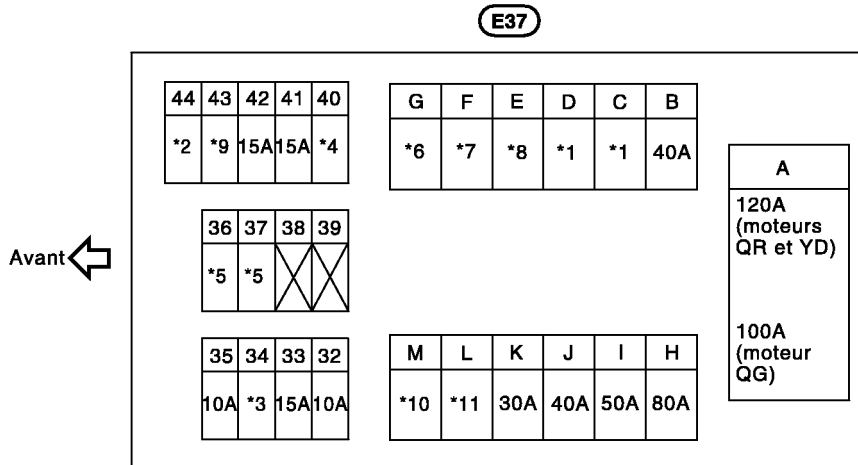 E37
44 43 42 41 40
*2 *9 15A 15A *4
G F E D C B
*6 *7 *8 *1 *1 40A
A
120A
(moteurs
QR et YD)
100A
(moteur
QG)
36 37 38 39
*5 *5
Avant
35 34 33 32
10A *3 15A 10A
M L K J I H
*10 *11 30A 40A 50A 80A